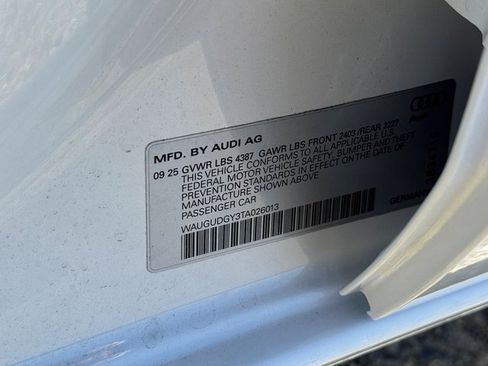 MFD. BY AUDI AG
09 25 GVWR LBS 4387 GAWR LBS FRONT 2403 /REAR 2227
THIS VEHICLE CONFORMS TO ALL APPLICABLE U.S.
FEDERAL MOTOR VEHICLE SAFETY, BUMPER AND THEFT
PREVENTION STANDARDS IN EFFECT ON THE DATE OF
MANUFACTURE SHOWN ABOVE
PASSENGER CAR
WAUGUDGY3TA026013
Audi
GERMANY